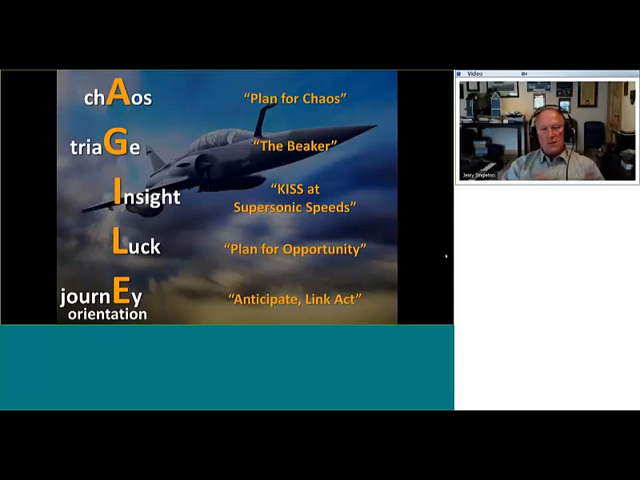 Video
chAos
"Plan for Chaos"
triaGe
"The Beaker"
Insight
"KISS at
Supersonic Speeds"
Luck
"Plan for Opportunity"
journEy
orientation
"Anticipate, Link Act"
Jerry Singleton